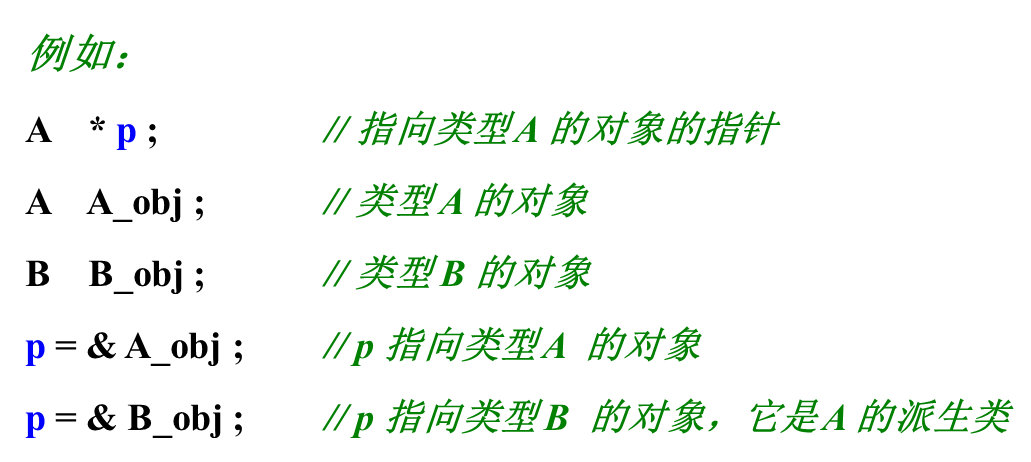 例如：
A * p ; // 指向类型A 的对象的指针
A A_obj ; // 类型A 的对象
B B_obj ; // 类型B 的对象
p = & A_obj ; // p 指向类型A 的对象
p = & B_obj ; // p 指向类型B 的对象，它是A 的派生类